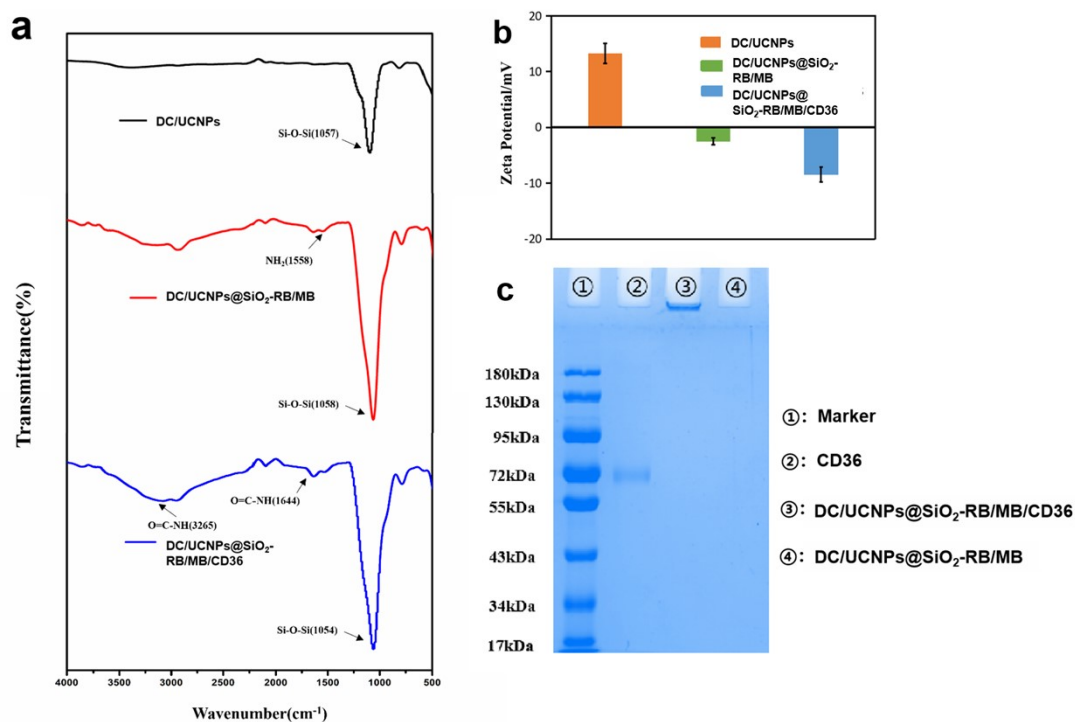 a
DC/UCNPs
Si-O-Si(1057)
NH₂(1558)
DC/UCNPs@SiO₂-RB/MB
Si-O-Si(1058)
O=C-NH(1644)
O=C-NH(3265)
DC/UCNPs@SiO₂-
RB/MB/CD36
Si-O-Si(1054)
Transmittance(%)
4000 3500 3000 2500 2000 1500 1000 500
Wavenumber(cm⁻¹)
b
20
10
0
-10
-20
Zeta Potential/mV
DC/UCNPs
DC/UCNPs@SiO₂-
RB/MB
DC/UCNPs@
SiO₂-RB/MB/CD36
c
① ② ③ ④
180kDa
130kDa
95kDa
72kDa
55kDa
43kDa
34kDa
17kDa
①: Marker
②: CD36
③: DC/UCNPs@SiO₂-RB/MB/CD36
④: DC/UCNPs@SiO₂-RB/MB